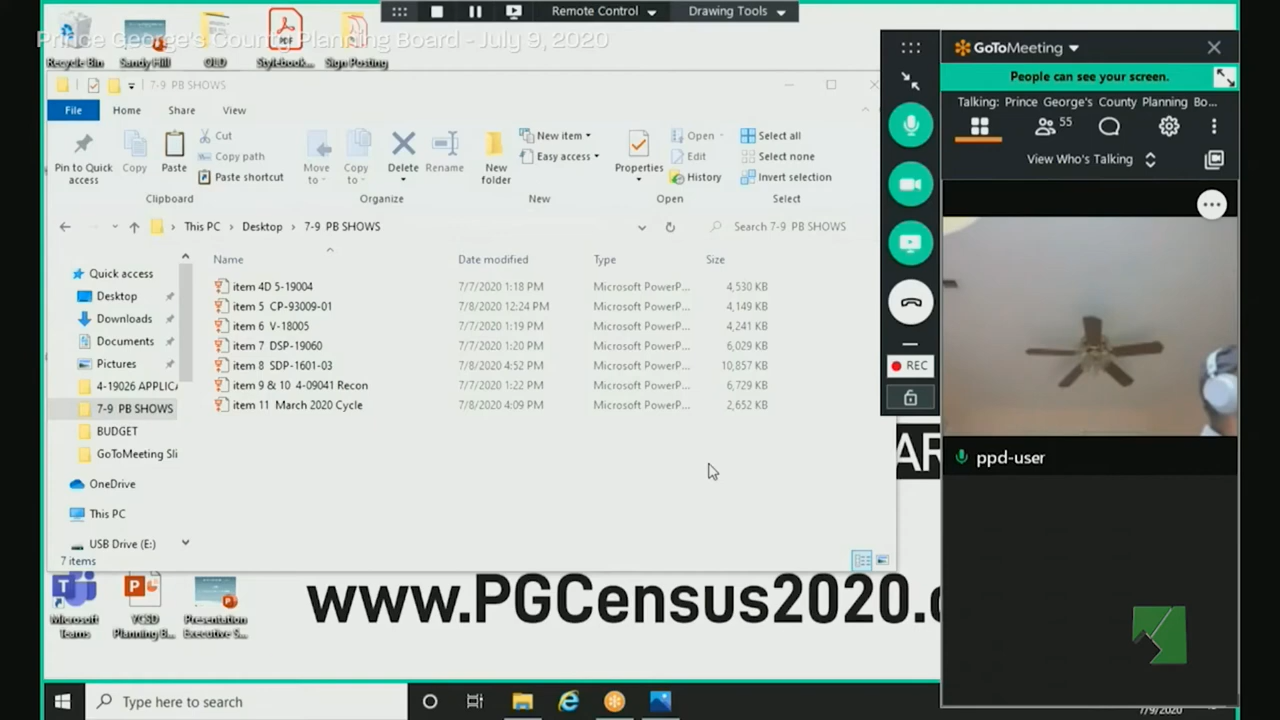 Remote Control
Drawing Tools
Prince George's County Planning Board - July 9, 2020
Recycle Bin
Sandy Hill
OLD
Stylebook...
Sign Posting
7-9 PB SHOWS
File
Home
Share
View
Pin to Quick access
Copy
Paste
Cut
Copy path
Paste shortcut
Clipboard
Move to
Copy to
Delete
Rename
Organize
New folder
New item
Easy access
New
Properties
Open
Edit
History
Open
Select all
Select none
Invert selection
Select
This PC
Desktop
7-9 PB SHOWS
Search 7-9 PB SHOWS
Name
Date modified
Type
Size
item 4D 5-19004 7/7/2020 1:18 PM Microsoft PowerP... 4,530 KB
item 5 CP-93009-01 7/8/2020 12:24 PM Microsoft PowerP... 4,149 KB
item 6 V-18005 7/7/2020 1:19 PM Microsoft PowerP... 4,241 KB
item 7 DSP-19060 7/7/2020 1:20 PM Microsoft PowerP... 6,029 KB
item 8 SDP-1601-03 7/8/2020 4:52 PM Microsoft PowerP... 10,857 KB
item 9 & 10 4-09041 Recon 7/7/2020 1:22 PM Microsoft PowerP... 6,729 KB
item 11 March 2020 Cycle 7/8/2020 4:09 PM Microsoft PowerP... 2,652 KB
Quick access
Desktop
Downloads
Documents
Pictures
4-19026 APPLICA
7-9 PB SHOWS
BUDGET
GoToMeeting Sli
OneDrive
This PC
USB Drive (E:)
7 items
GoToMeeting
People can see your screen.
Talking: Prince George's County Planning Bo...
55
View Who's Talking
REC
ppd-user
AR
www.PGCensus2020.
Microsoft Teams
YCSD Planning B...
Presentation Executive S...
Type here to search
7/9/2020